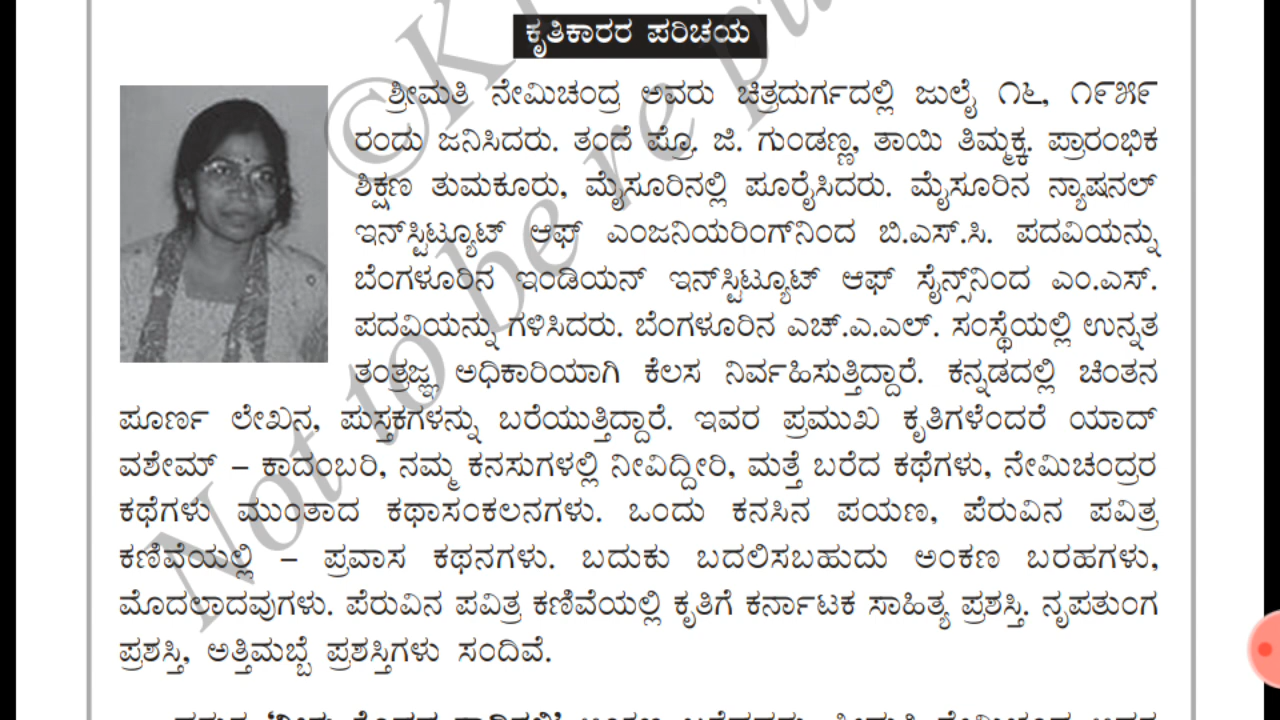 ಕೃತಿಕಾರರ ಪರಿಚಯ
ಶ್ರೀಮತಿ ನೇಮಿಚಂದ್ರ ಅವರು ಚಿತ್ರದುರ್ಗದಲ್ಲಿ ಜುಲೈ ೧೬, ೧೯೫೯
ರಂದು ಜನಿಸಿದರು. ತಂದೆ ಪ್ರೊ. ಜಿ. ಗುಂಡಣ್ಣ, ತಾಯಿ ತಿಮ್ಮಕ್ಕ. ಪ್ರಾರಂಭಿಕ
ಶಿಕ್ಷಣ ತುಮಕೂರು, ಮೈಸೂರಿನಲ್ಲಿ ಪೂರೈಸಿದರು. ಮೈಸೂರಿನ ನ್ಯಾಷನಲ್
ಇನ್‌ಸ್ಟಿಟ್ಯೂಟ್ ಆಫ್ ಎಂಜನಿಯರಿಂಗ್‌ನಿಂದ ಬಿ.ಎಸ್.ಸಿ. ಪದವಿಯನ್ನು
ಬೆಂಗಳೂರಿನ ಇಂಡಿಯನ್ ಇನ್‌ಸ್ಟಿಟ್ಯೂಟ್ ಆಫ್ ಸೈನ್ಸ್‌ನಿಂದ ಎಂ.ಎಸ್.
ಪದವಿಯನ್ನು ಗಳಿಸಿದರು. ಬೆಂಗಳೂರಿನ ಎಚ್.ಎ.ಎಲ್. ಸಂಸ್ಥೆಯಲ್ಲಿ ಉನ್ನತ
ತಂತ್ರಜ್ಞ ಅಧಿಕಾರಿಯಾಗಿ ಕೆಲಸ ನಿರ್ವಹಿಸುತ್ತಿದ್ದಾರೆ. ಕನ್ನಡದಲ್ಲಿ ಚಿಂತನ
ಪೂರ್ಣ ಲೇಖನ, ಪುಸ್ತಕಗಳನ್ನು ಬರೆಯುತ್ತಿದ್ದಾರೆ. ಇವರ ಪ್ರಮುಖ ಕೃತಿಗಳೆಂದರೆ ಯಾದ್
ವಶೇಮ್ – ಕಾದಂಬರಿ, ನಮ್ಮ ಕನಸುಗಳಲ್ಲಿ ನೀವಿದ್ದೀರಿ, ಮತ್ತೆ ಬರೆದ ಕಥೆಗಳು, ನೇಮಿಚಂದ್ರರ
ಕಥೆಗಳು ಮುಂತಾದ ಕಥಾಸಂಕಲನಗಳು. ಒಂದು ಕನಸಿನ ಪಯಣ, ಪೆರುವಿನ ಪವಿತ್ರ
ಕಣಿವೆಯಲ್ಲಿ – ಪ್ರವಾಸ ಕಥನಗಳು. ಬದುಕು ಬದಲಿಸಬಹುದು ಅಂಕಣ ಬರಹಗಳು,
ಮೊದಲಾದವುಗಳು. ಪೆರುವಿನ ಪವಿತ್ರ ಕಣಿವೆಯಲ್ಲಿ ಕೃತಿಗೆ ಕರ್ನಾಟಕ ಸಾಹಿತ್ಯ ಪ್ರಶಸ್ತಿ. ನೃಪತುಂಗ
ಪ್ರಶಸ್ತಿ, ಅತ್ತಿಮಬ್ಬೆ ಪ್ರಶಸ್ತಿಗಳು ಸಂದಿವೆ.
©K
Not to be re pu